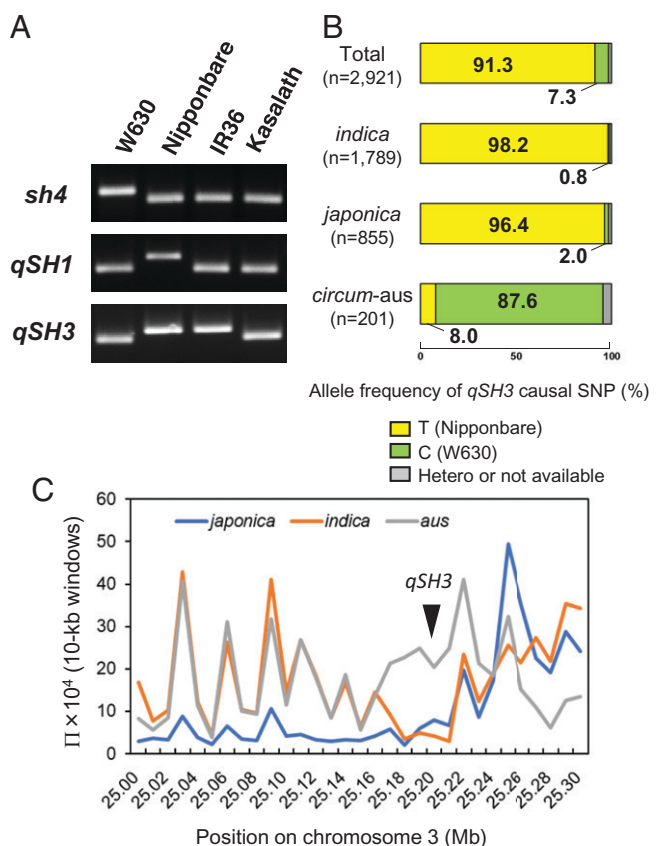 A
W630
Nipponbare
IR36
Kasalath
sh4
qSH1
qSH3
B
Total
(n=2,921)
91.3
7.3
indica
(n=1,789)
98.2
0.8
japonica
(n=855)
96.4
2.0
circum-aus
(n=201)
87.6
8.0
0 50 100
Allele frequency of qSH3 causal SNP (%)
T (Nipponbare)
C (W630)
Hetero or not available
C
japonica indica aus
qSH3
Π ×10⁴ (10-kb windows)
60
50
40
30
20
10
0
25.00 25.02 25.04 25.06 25.08 25.10 25.12 25.14 25.16 25.18 25.20 25.22 25.24 25.26 25.28 25.30
Position on chromosome 3 (Mb)